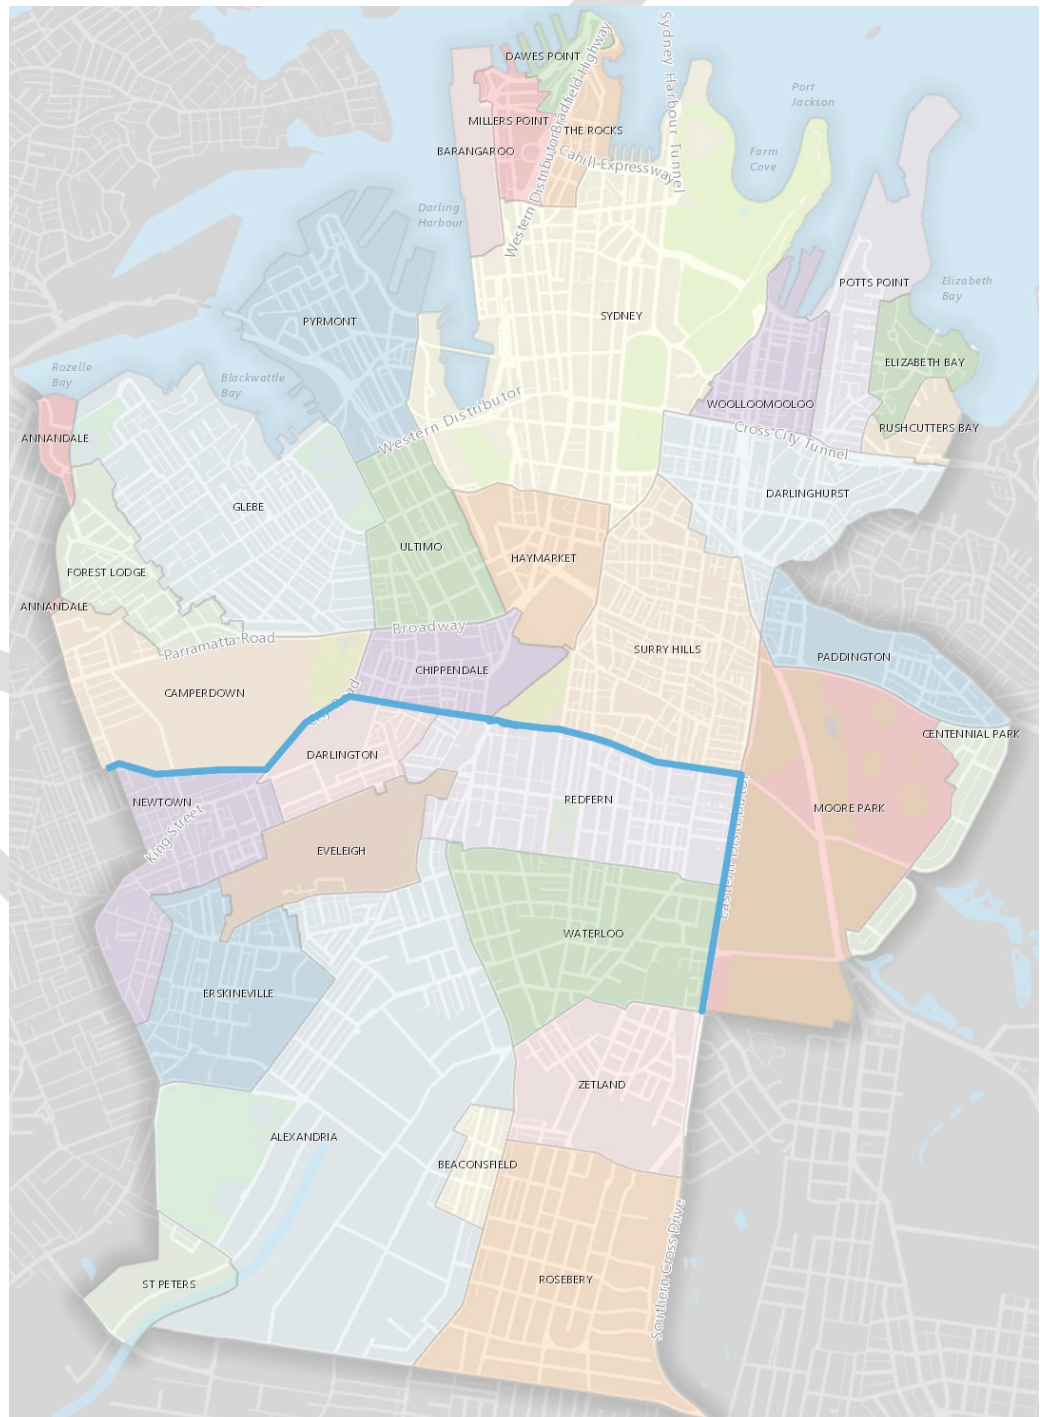 DAWES POINT
Bradfield Highway
Sydney Harbour Tunnel
Port
Jackson
MILLERS POINT
THE ROCKS
BARANGAROO
Cahill Expressway
Farm
Cove
Western Distributor
Darling
Harbour
POTTS POINT
Elizabeth
Bay
PYRMONT
SYDNEY
ELIZABETH BAY
Rozelle
Bay
Blackwattle
Bay
WOOLLOOMOOLOO
Western Distributor
RUSHCUTTERS BAY
Cross City Tunnel
ANNANDALE
DARLINGHURST
GLEBE
ULTIMO
HAYMARKET
FOREST LODGE
ANNANDALE
Broadway
Parramatta Road
SURRY HILLS
PADDINGTON
CHIPPENDALE
CAMPERDOWN
City Road
CENTENNIAL PARK
DARLINGTON
REDFERN
NEWTOWN
MOORE PARK
King Street
Eastern Distributor
EVELEIGH
WATERLOO
ERSKINEVILLE
ZETLAND
ALEXANDRIA
BEACONSFIELD
Southern Cross Drive
ST PETERS
ROSEBERY